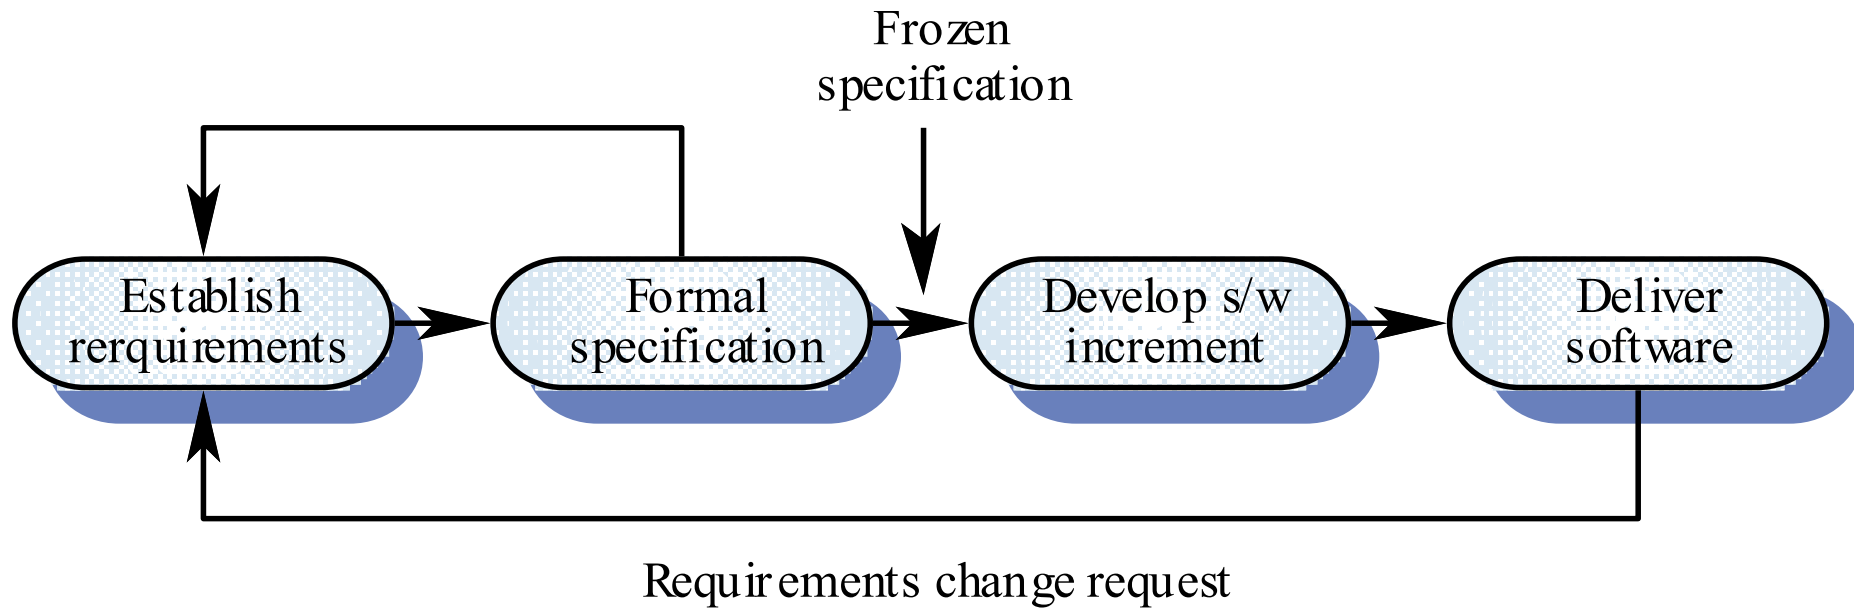 Frozen
specification
Establish
rerquirements
Formal
specification
Develop s/w
increment
Deliver
software
Requirements change request